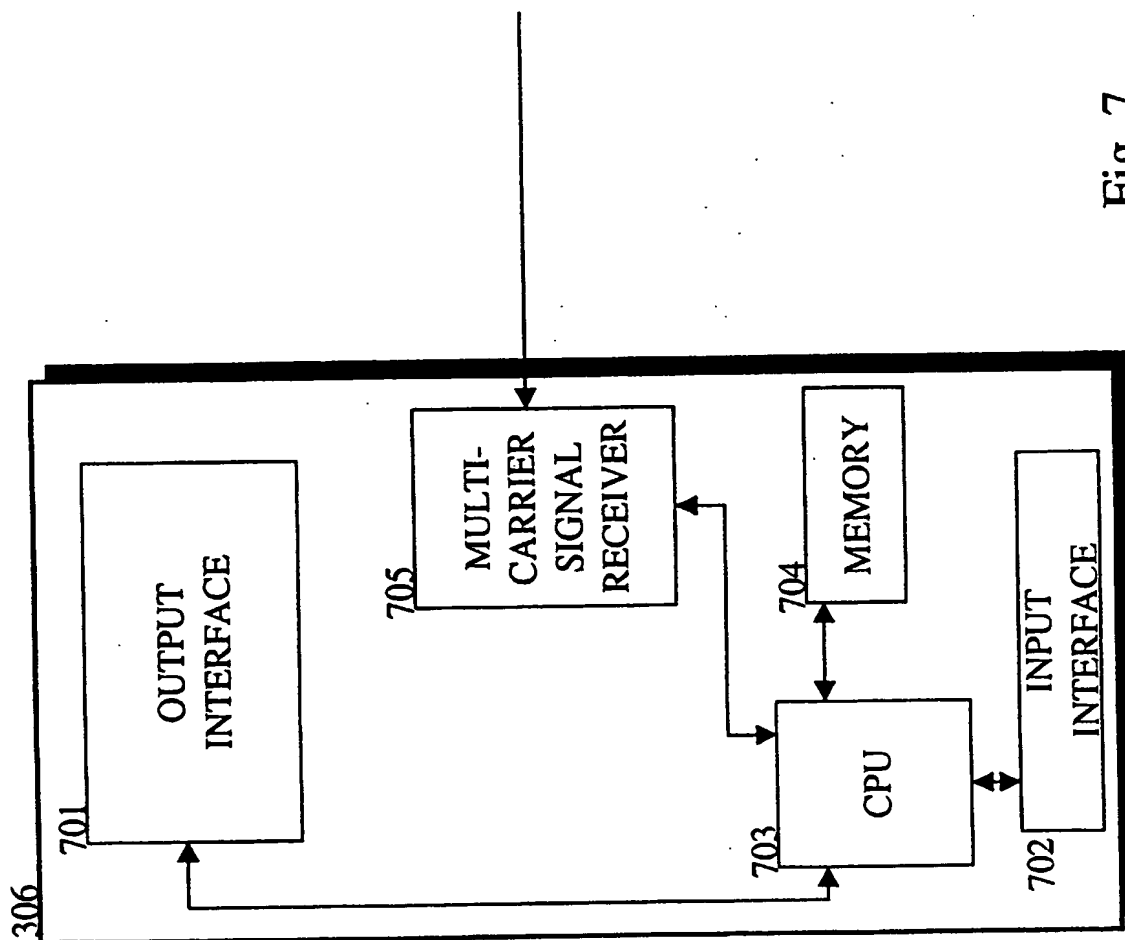 306
701
OUTPUT
INTERFACE
705
MULTI-
CARRIER
SIGNAL
RECEIVER
704
MEMORY
703
CPU
702
INPUT
INTERFACE
Fig. 7